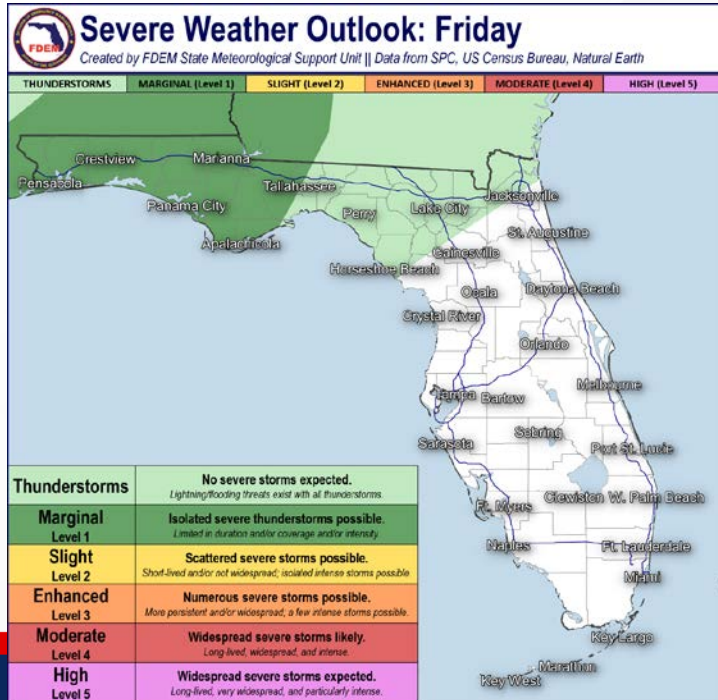 Severe Weather Outlook: Friday
Created by FDEM State Meteorological Support Unit || Data from SPC, US Census Bureau, Natural Earth
FDEM
THUNDERSTORMS MARGINAL (Level 1) SLIGHT (Level 2) ENHANCED (Level 3) MODERATE (Level 4) HIGH (Level 5)
Crestview
Marianna
Pensacola
Tallahassee
Jacksonville
Panama City
Perry
Lake City
Apalachicola
St. Augustine
Gainesville
Horseshoe Beach
Ocala
Daytona Beach
Crystal River
Orlando
Tampa
Bartow
Melbourne
Sebring
Sarasota
Port St. Lucie
Clewiston
W. Palm Beach
Ft. Myers
Naples
Ft. Lauderdale
Miami
Key Largo
Marathon
Key West
Thunderstorms
No severe storms expected.
Lightning/flooding threats exist with all thunderstorms.
Marginal
Level 1
Isolated severe thunderstorms possible.
Limited in duration and/or coverage and/or intensity.
Slight
Level 2
Scattered severe storms possible.
Short-lived and/or not widespread; isolated intense storms possible
Enhanced
Level 3
Numerous severe storms possible.
More persistent and/or widespread; a few intense storms possible.
Moderate
Level 4
Widespread severe storms likely.
Long-lived, widespread, and intense.
High
Level 5
Widespread severe storms expected.
Long-lived, very widespread, and particularly intense.